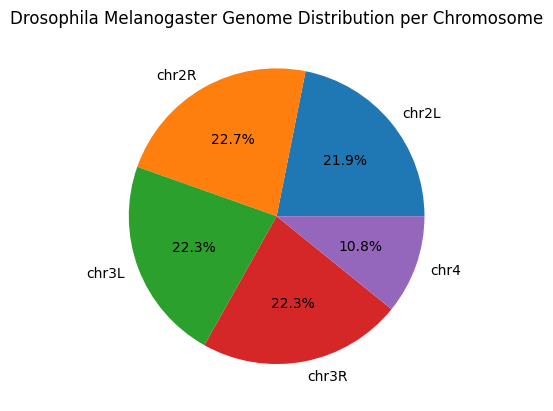 Drosophila Melanogaster Genome Distribution per Chromosome
chr2R
chr2L
22.7%
21.9%
22.3%
10.8%
chr3L
chr4
22.3%
chr3R